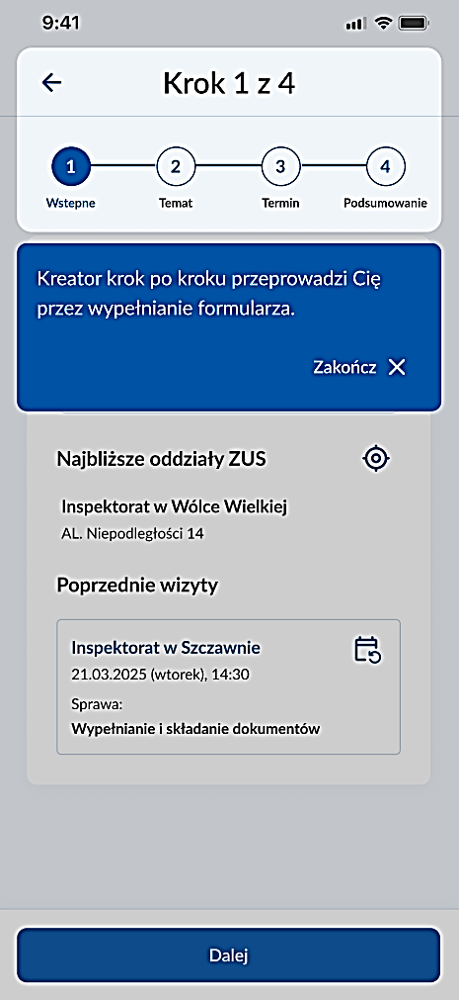 9:41
Krok 1 z 4
1 2 3 4
Wstepne Temat Termin Podsumowanie
Kreator krok po kroku przeprowadzi Cię
przez wypełnianie formularza.
Zakończ
Najbliższe oddziały ZUS
Inspektorat w Wólce Wielkiej
AL. Niepodległości 14
Poprzednie wizyty
Inspektorat w Szczawnie
21.03.2025 (wtorek), 14:30
Sprawa:
Wypełnianie i składanie dokumentów
Dalej